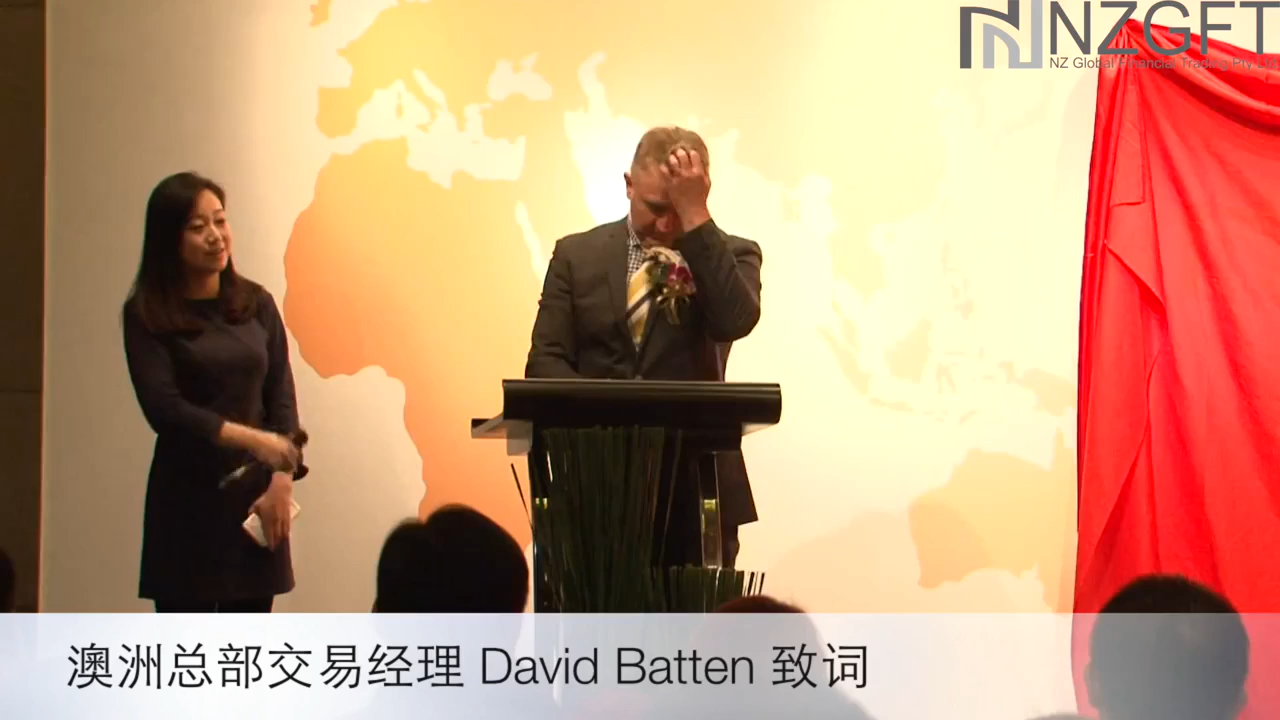 NZGFT
NZ Global Financial Trading Pty Ltd
澳洲总部交易经理 David Batten 致词